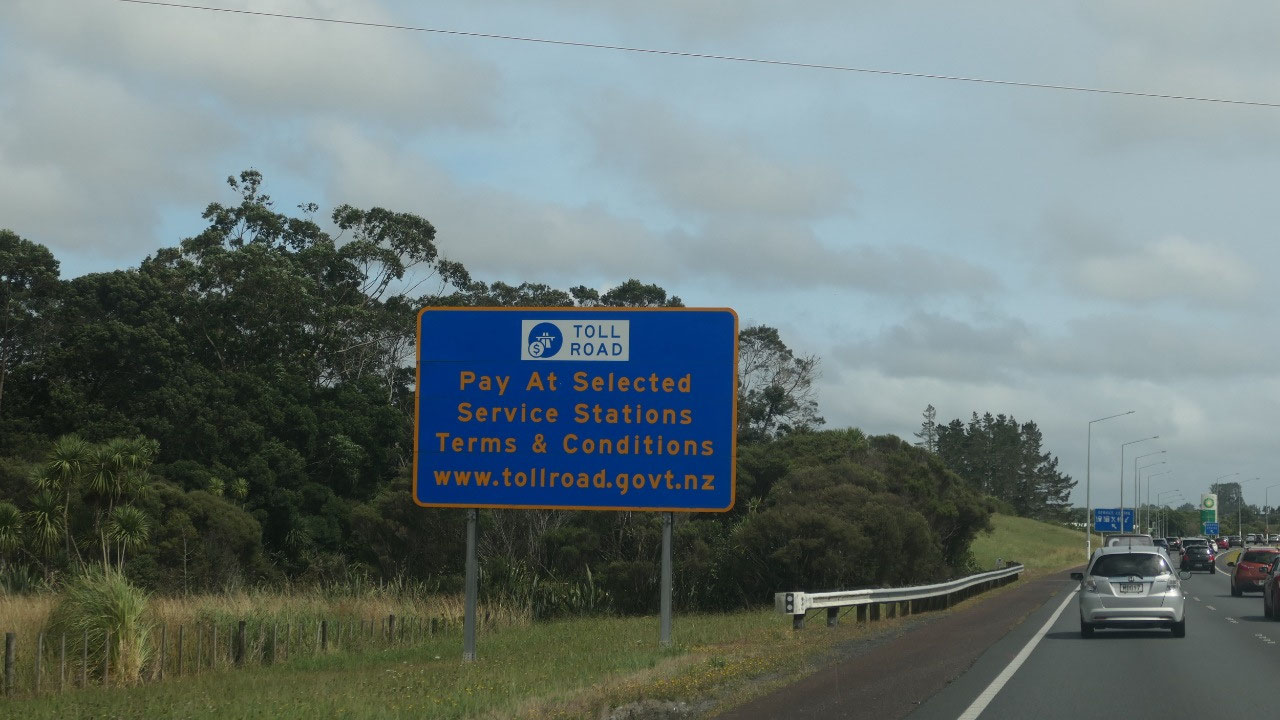 TOLL
ROAD
Pay At Selected
Service Stations
Terms & Conditions
www.tollroad.govt.nz